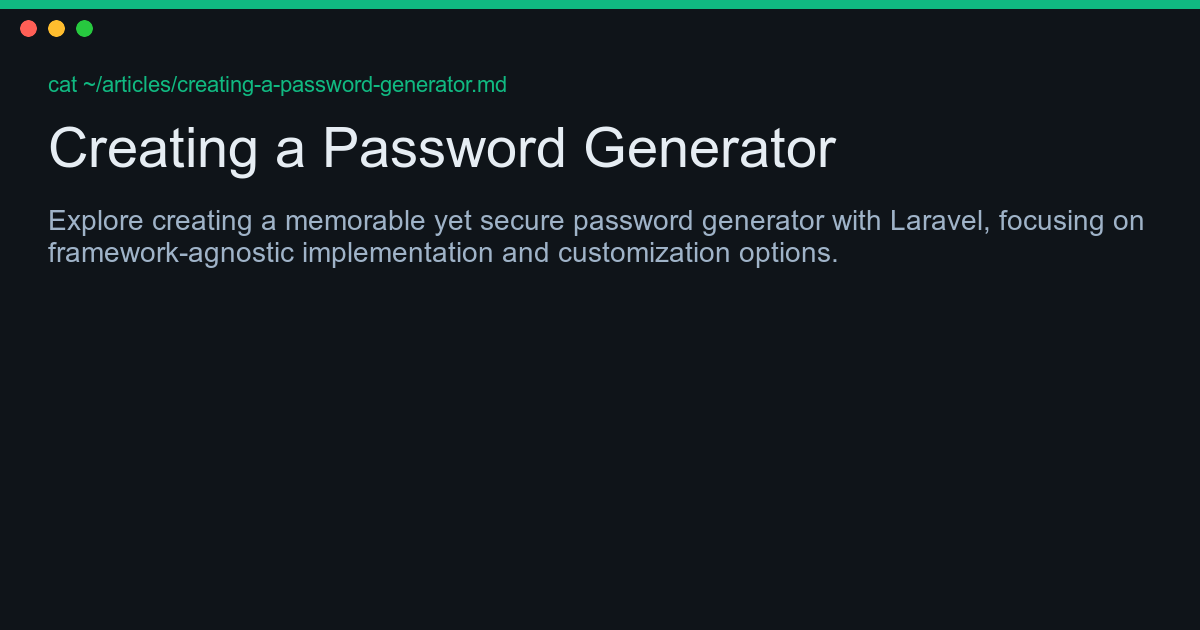 cat ~/articles/creating-a-password-generator.md
Creating a Password Generator
Explore creating a memorable yet secure password generator with Laravel, focusing on
framework-agnostic implementation and customization options.